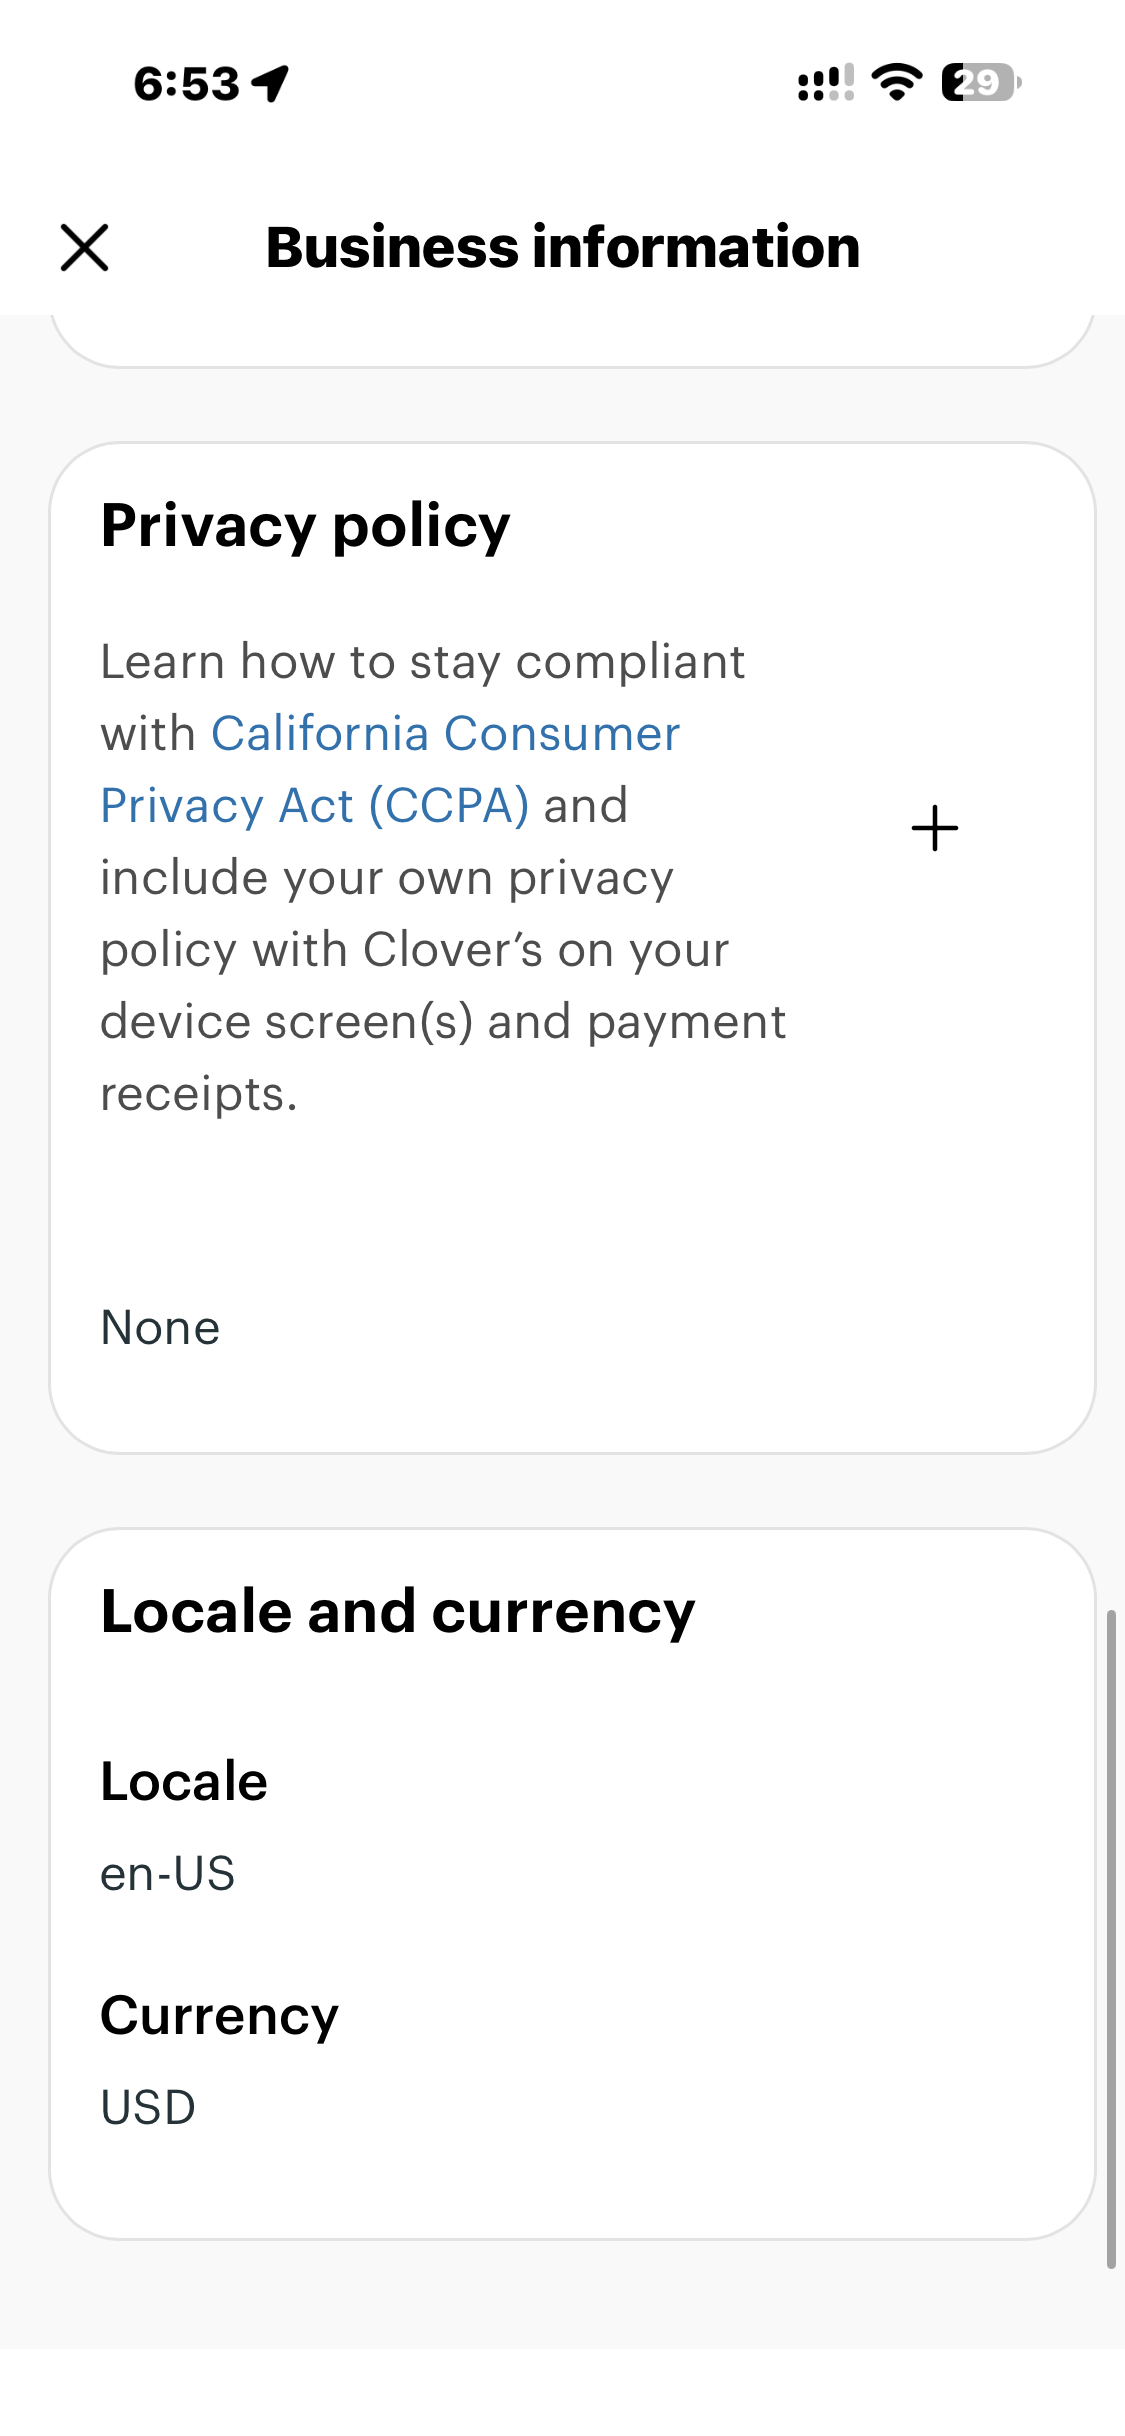 6:53
29
Business information
Privacy policy
Learn how to stay compliant
with California Consumer
Privacy Act (CCPA) and
include your own privacy
policy with Clover’s on your
device screen(s) and payment
receipts.
None
Locale and currency
Locale
en-US
Currency
USD